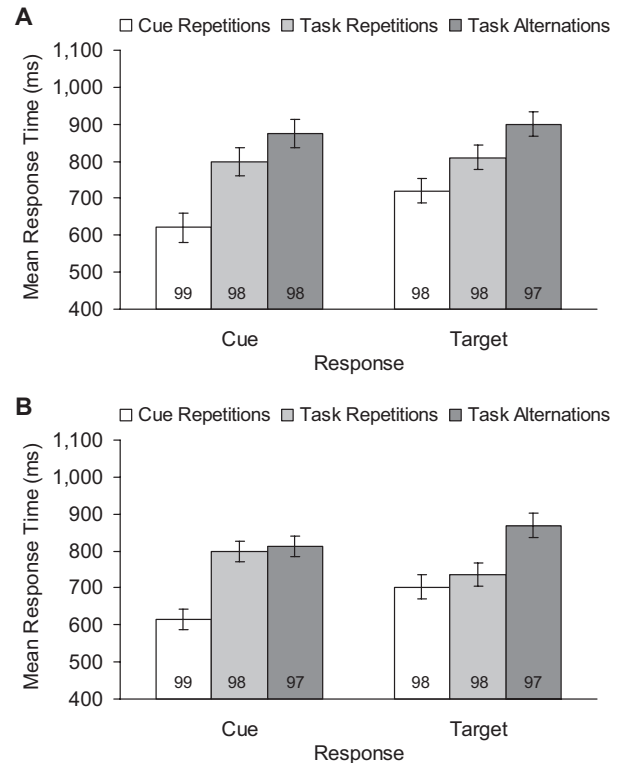 A
Cue Repetitions Task Repetitions Task Alternations
Mean Response Time (ms)
1,100
1,000
900
800
700
600
500
400
99 98 98 98 98 97
Cue Target
Response
B
Cue Repetitions Task Repetitions Task Alternations
Mean Response Time (ms)
1,100
1,000
900
800
700
600
500
400
99 98 97 98 98 97
Cue Target
Response